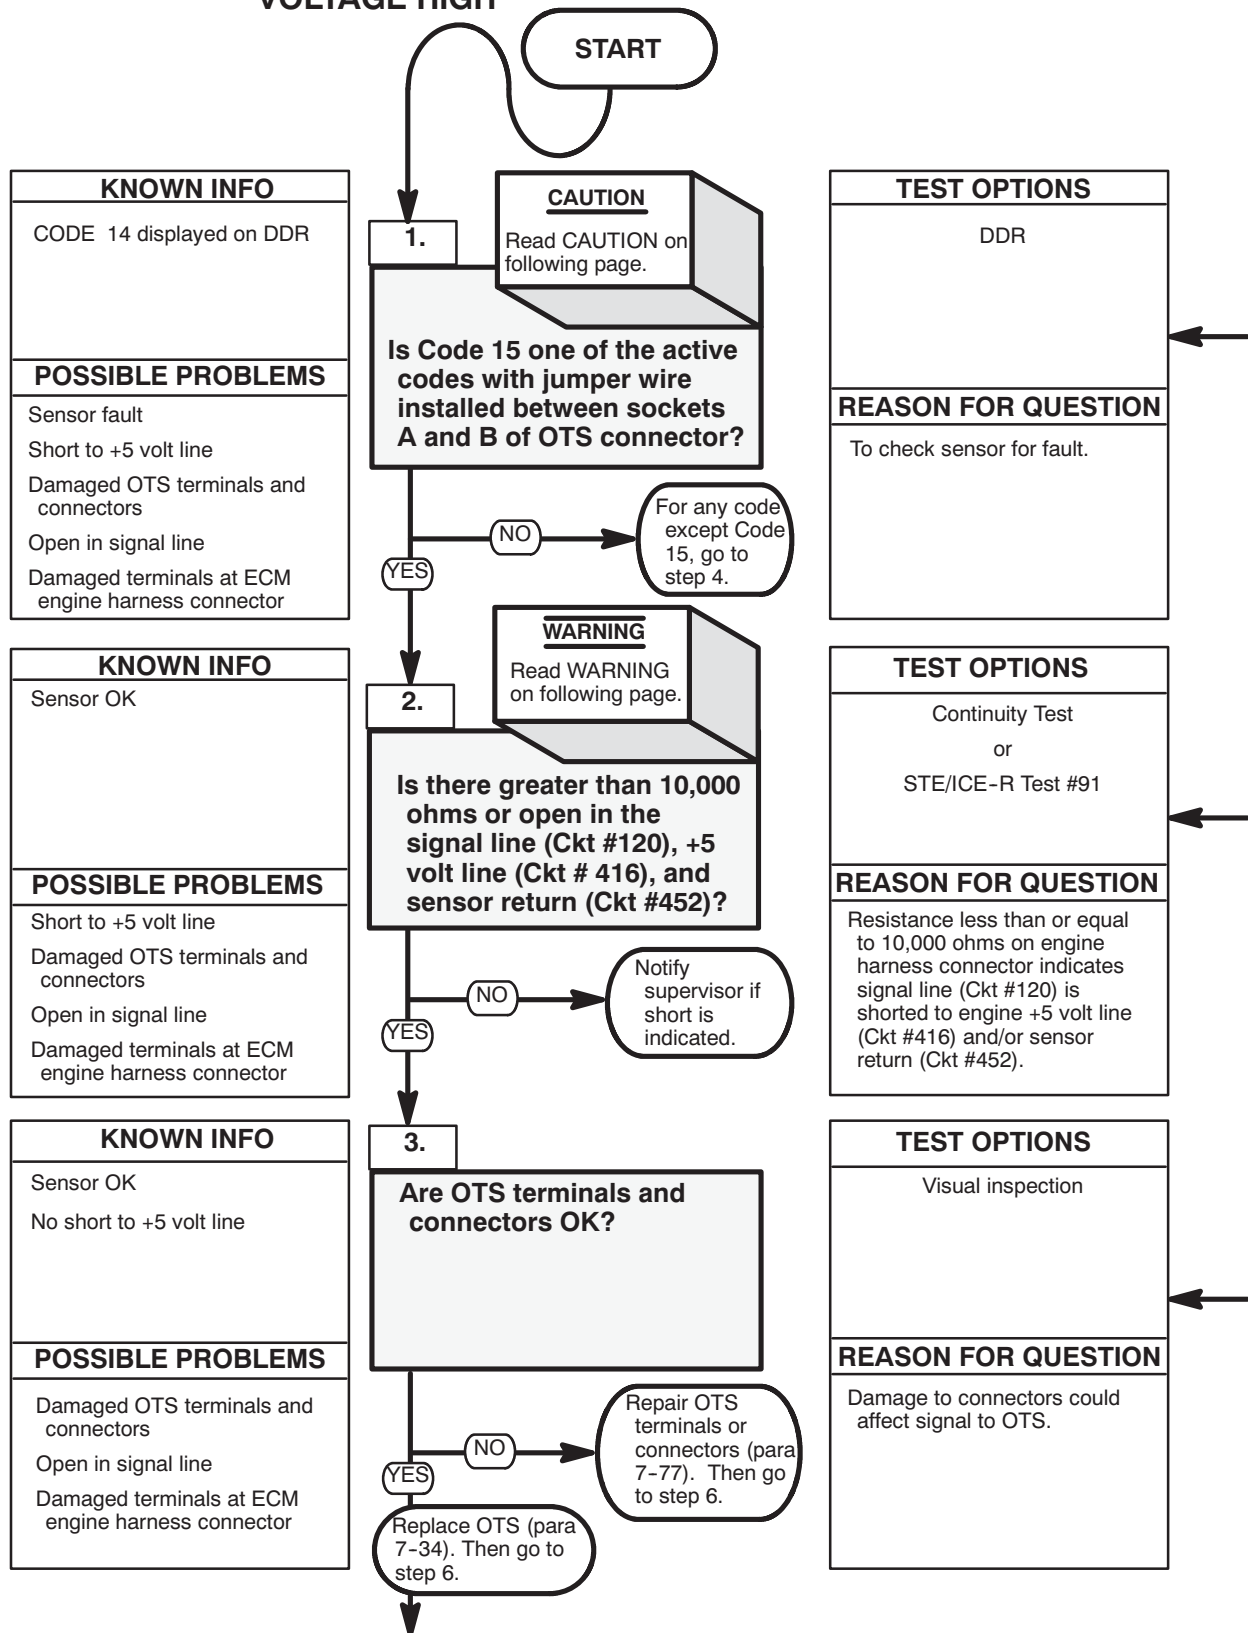 VOLTAGE HIGH
START
KNOWN INFO
CODE 14 displayed on DDR
POSSIBLE PROBLEMS
Sensor fault
Short to +5 volt line
Damaged OTS terminals and
connectors
Open in signal line
Damaged terminals at ECM
engine harness connector
CAUTION
Read CAUTION on
following page.
1.
Is Code 15 one of the active
codes with jumper wire
installed between sockets
A and B of OTS connector?
NO
For any code
except Code
15, go to
step 4.
YES
TEST OPTIONS
DDR
REASON FOR QUESTION
To check sensor for fault.
KNOWN INFO
Sensor OK
POSSIBLE PROBLEMS
Short to +5 volt line
Damaged OTS terminals and
connectors
Open in signal line
Damaged terminals at ECM
engine harness connector
WARNING
Read WARNING
on following page.
2.
Is there greater than 10,000
ohms or open in the
signal line (Ckt #120), +5
volt line (Ckt # 416), and
sensor return (Ckt #452)?
NO
Notify
supervisor if
short is
indicated.
YES
TEST OPTIONS
Continuity Test
or
STE/ICE-R Test #91
REASON FOR QUESTION
Resistance less than or equal
to 10,000 ohms on engine
harness connector indicates
signal line (Ckt #120) is
shorted to engine +5 volt line
(Ckt #416) and/or sensor
return (Ckt #452).
KNOWN INFO
Sensor OK
No short to +5 volt line
POSSIBLE PROBLEMS
Damaged OTS terminals and
connectors
Open in signal line
Damaged terminals at ECM
engine harness connector
3.
Are OTS terminals and
connectors OK?
NO
Repair OTS
terminals or
connectors (para
7-77). Then go
to step 6.
YES
Replace OTS (para
7-34). Then go to
step 6.
TEST OPTIONS
Visual inspection
REASON FOR QUESTION
Damage to connectors could
affect signal to OTS.